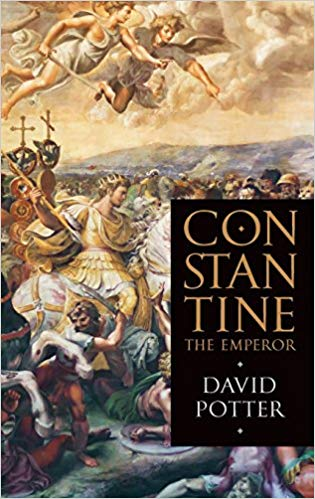 CON
STAN
TINE
THE EMPEROR
DAVID
POTTER